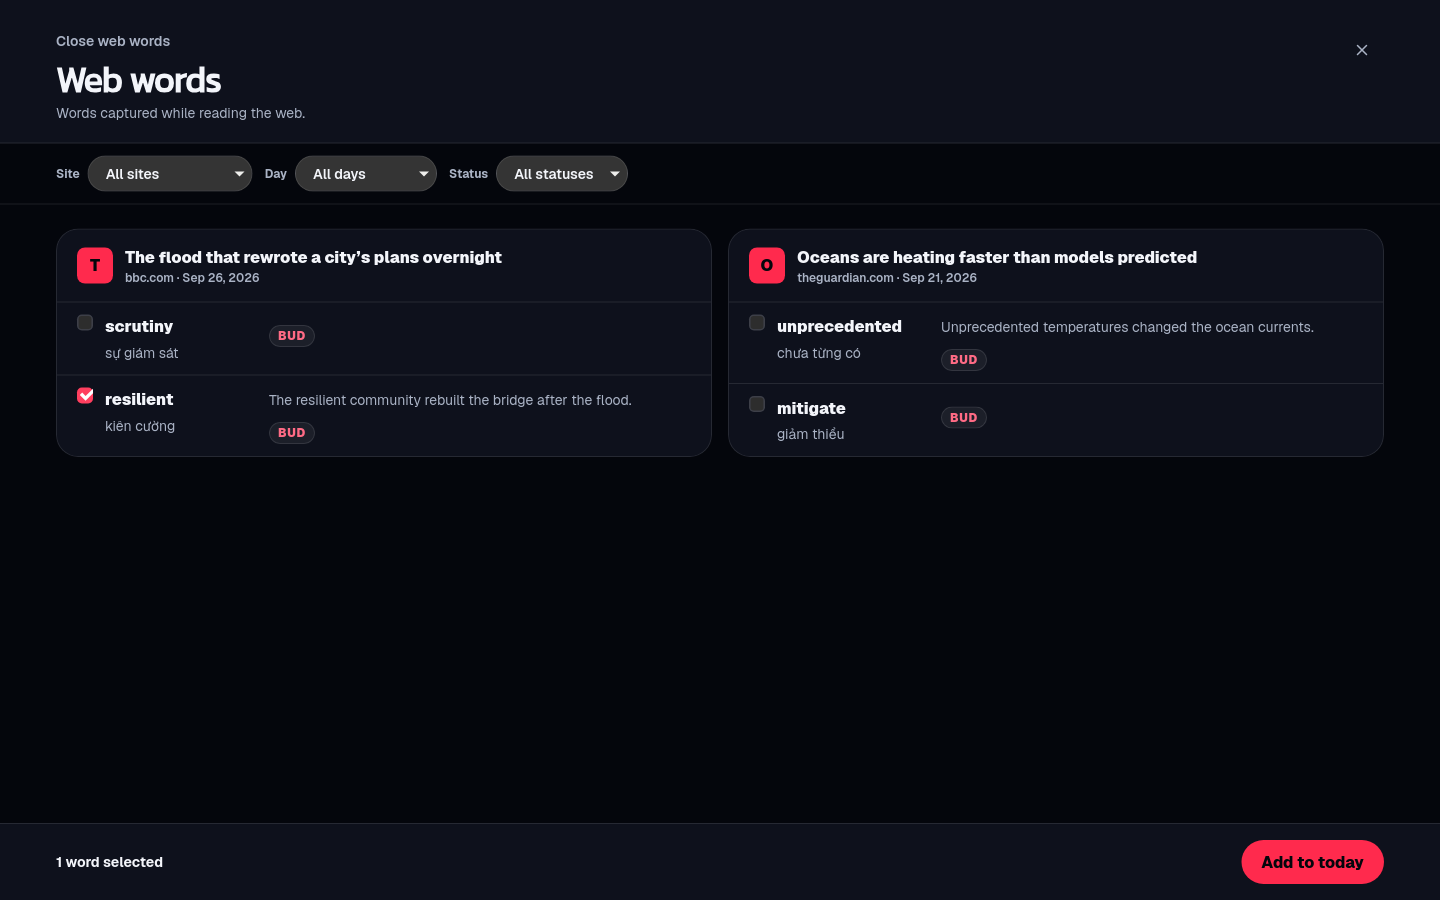 Close web words
Web words
Words captured while reading the web.
Site
All sites
Day
All days
Status
All statuses
T
The flood that rewrote a city’s plans overnight
bbc.com · Sep 26, 2026
scrutiny
sự giám sát
BUD
resilient
kiên cường
The resilient community rebuilt the bridge after the flood.
BUD
O
Oceans are heating faster than models predicted
theguardian.com · Sep 21, 2026
unprecedented
chưa từng có
Unprecedented temperatures changed the ocean currents.
BUD
mitigate
giảm thiểu
BUD
1 word selected
Add to today